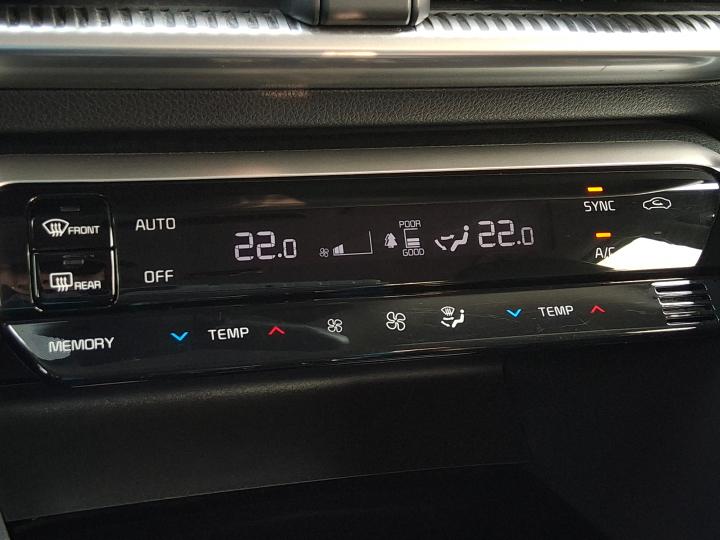 FRONT
AUTO
REAR
OFF
22.0
POOR
GOOD
22.0
SYNC
A/C
MEMORY
TEMP
TEMP